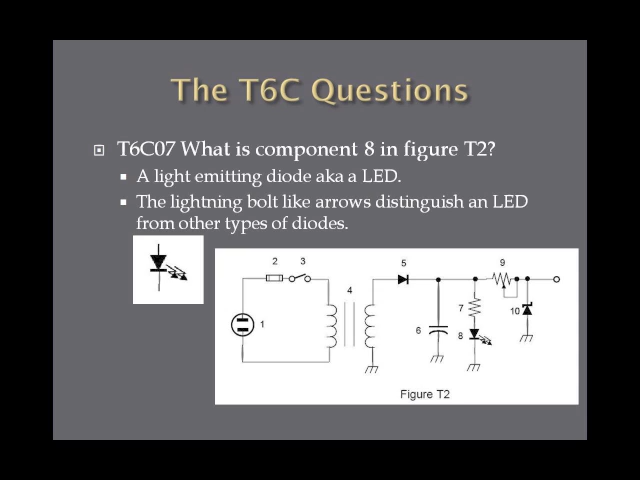 The T6C Questions
T6C07 What is component 8 in figure T2?
A light emitting diode aka a LED.
The lightning bolt like arrows distinguish an LED
from other types of diodes.
2 3 5 9
4
7
10
1
6 8
Figure T2